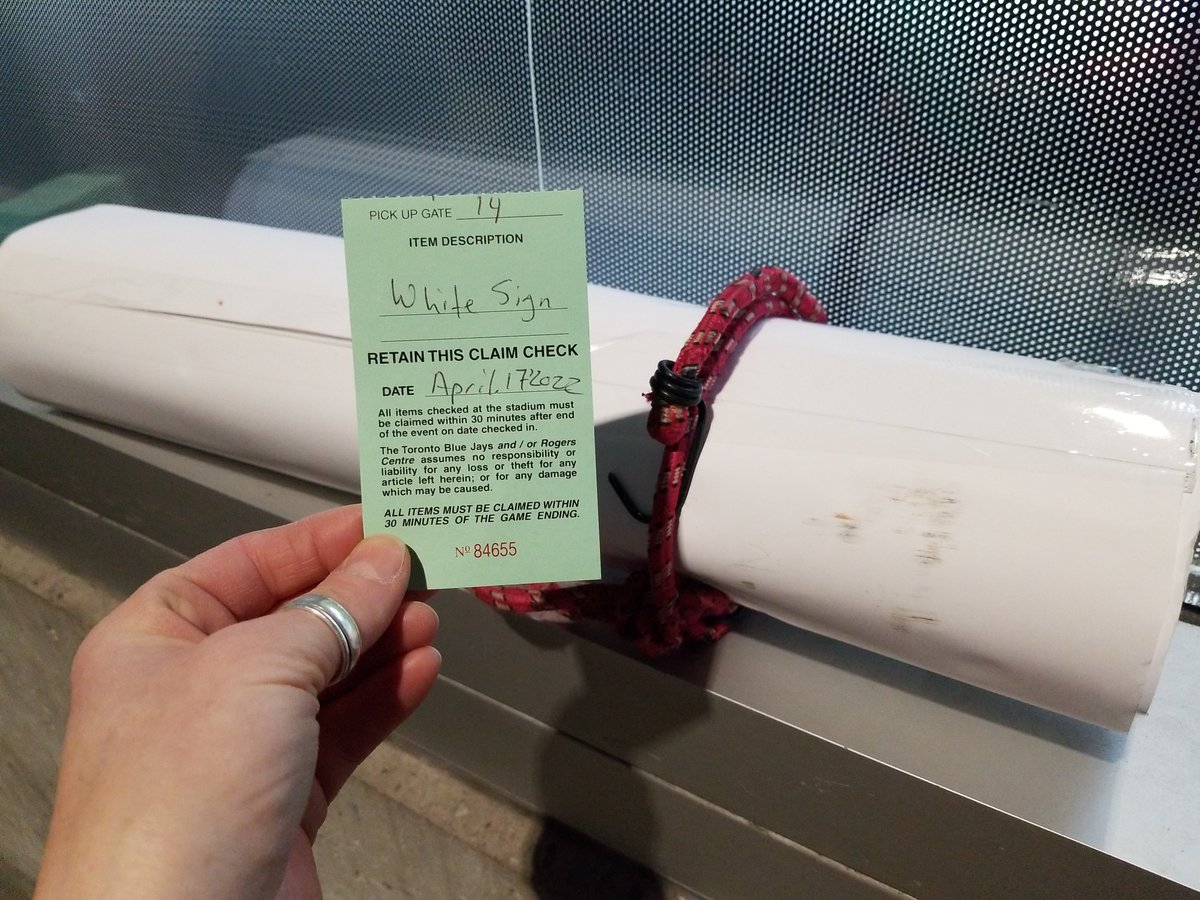 PICK UP GATE 14
ITEM DESCRIPTION
White Sign
RETAIN THIS CLAIM CHECK
DATE April.17 2022
All items checked at the stadium must
be claimed within 30 minutes after end
of the event on date checked in.
The Toronto Blue Jays and / or Rogers
Centre assumes no responsibility or
liability for any loss or theft for any
article left herein; or for any damage
which may be caused.
ALL ITEMS MUST BE CLAIMED WITHIN
30 MINUTES OF THE GAME ENDING.
Nº 84655